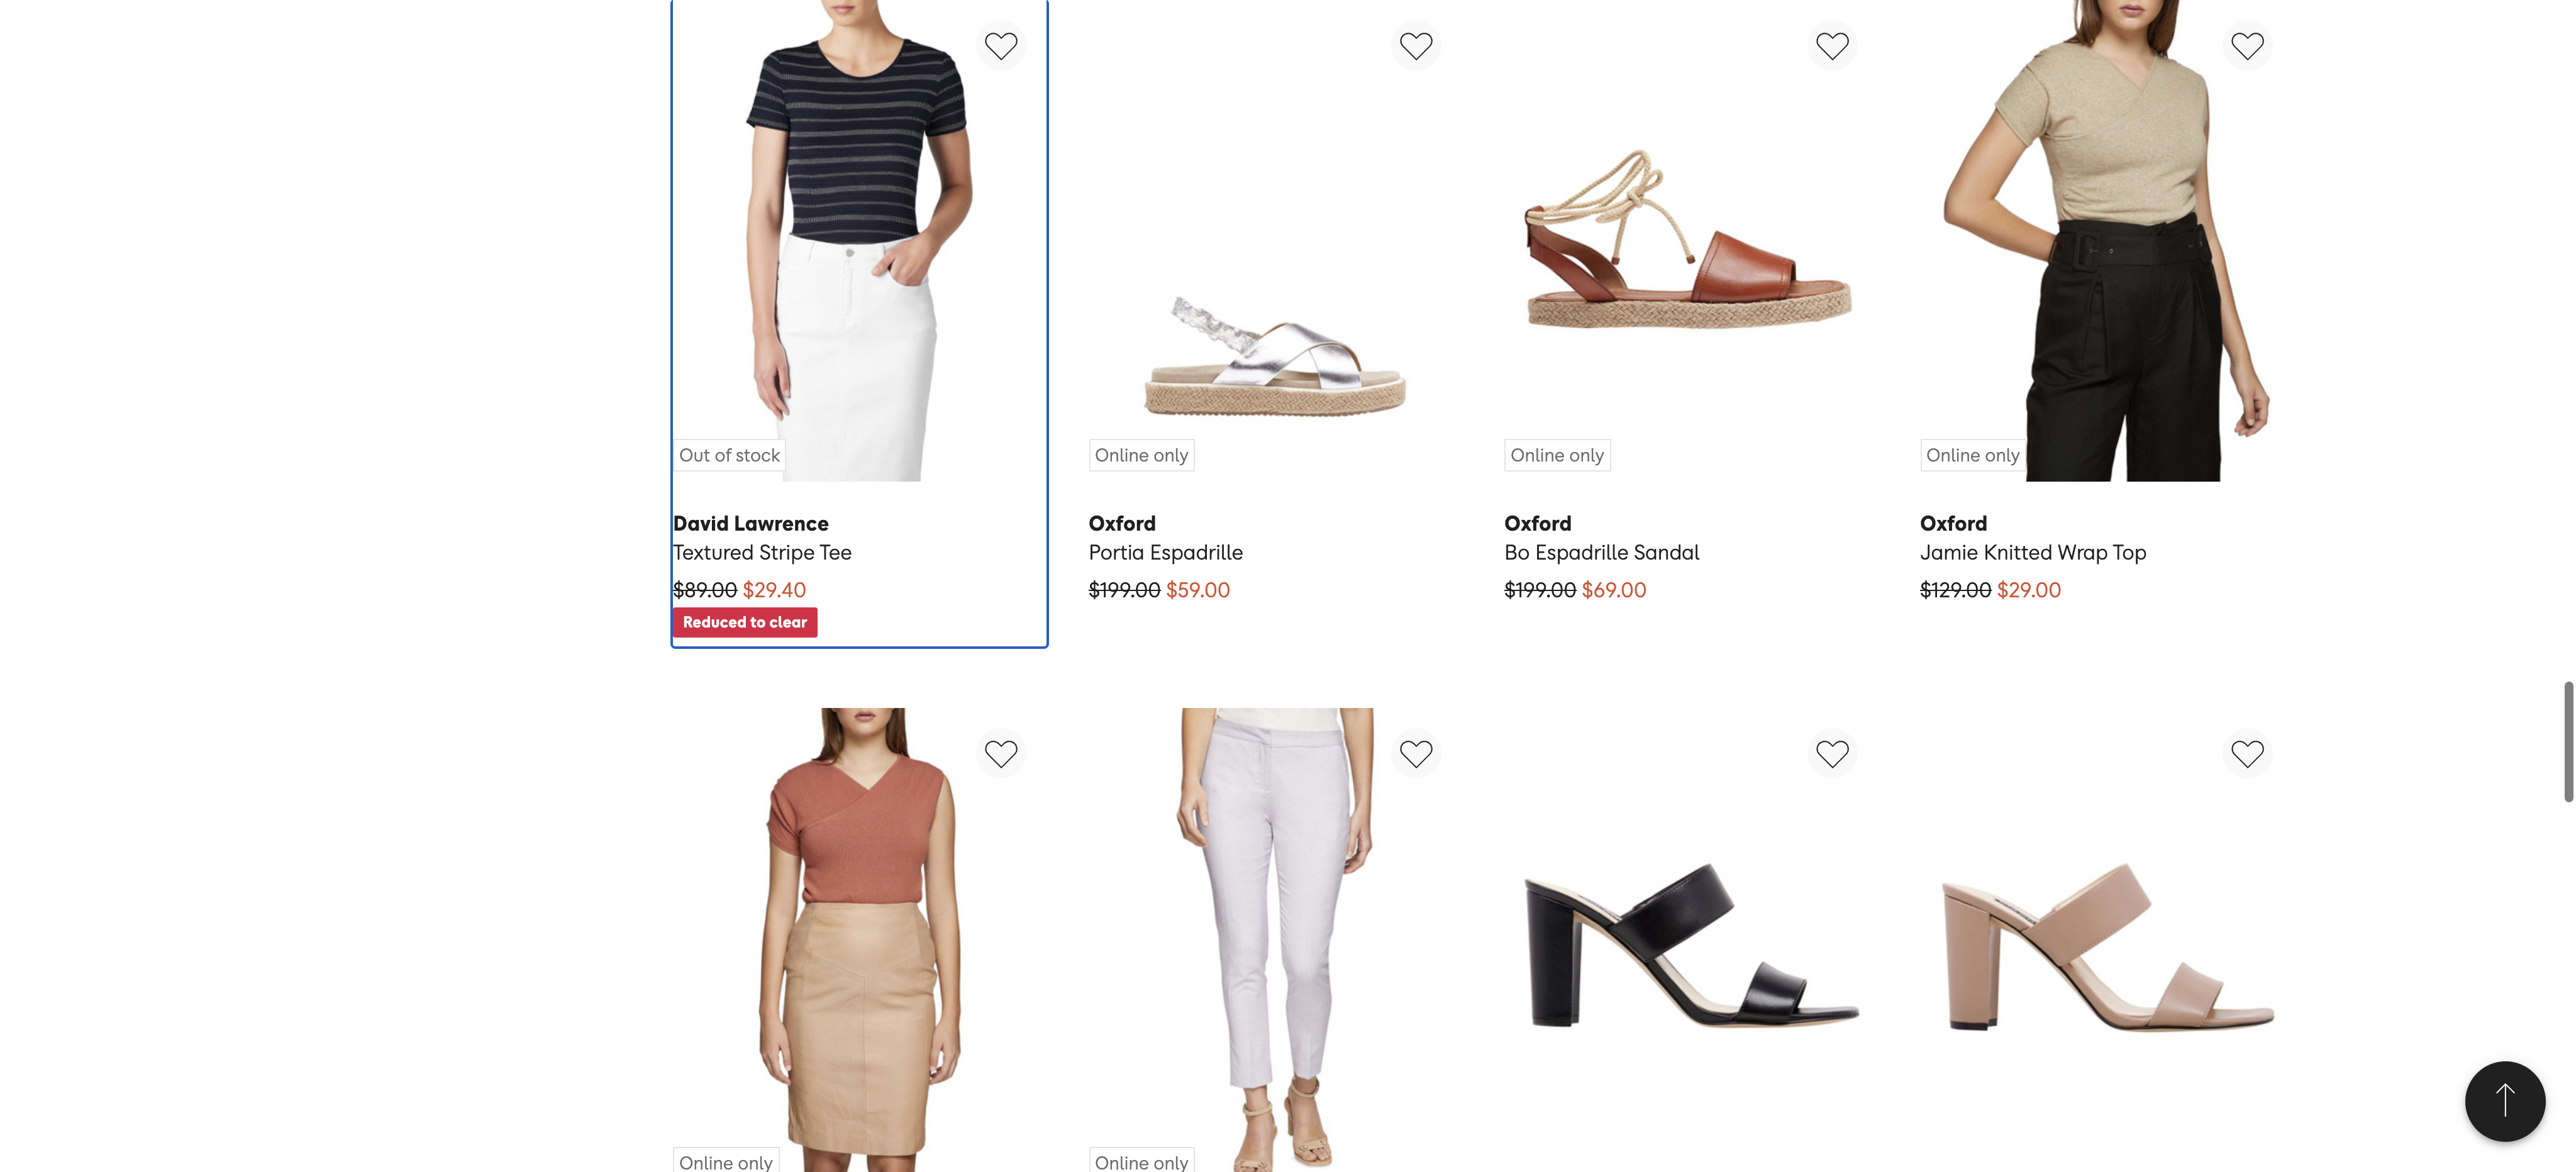 Out of stock
Online only
Online only
Online only
David Lawrence
Textured Stripe Tee
$89.00 $29.40
Reduced to clear
Oxford
Portia Espadrille
$199.00 $59.00
Oxford
Bo Espadrille Sandal
$199.00 $69.00
Oxford
Jamie Knitted Wrap Top
$129.00 $29.00
Online only
Online only